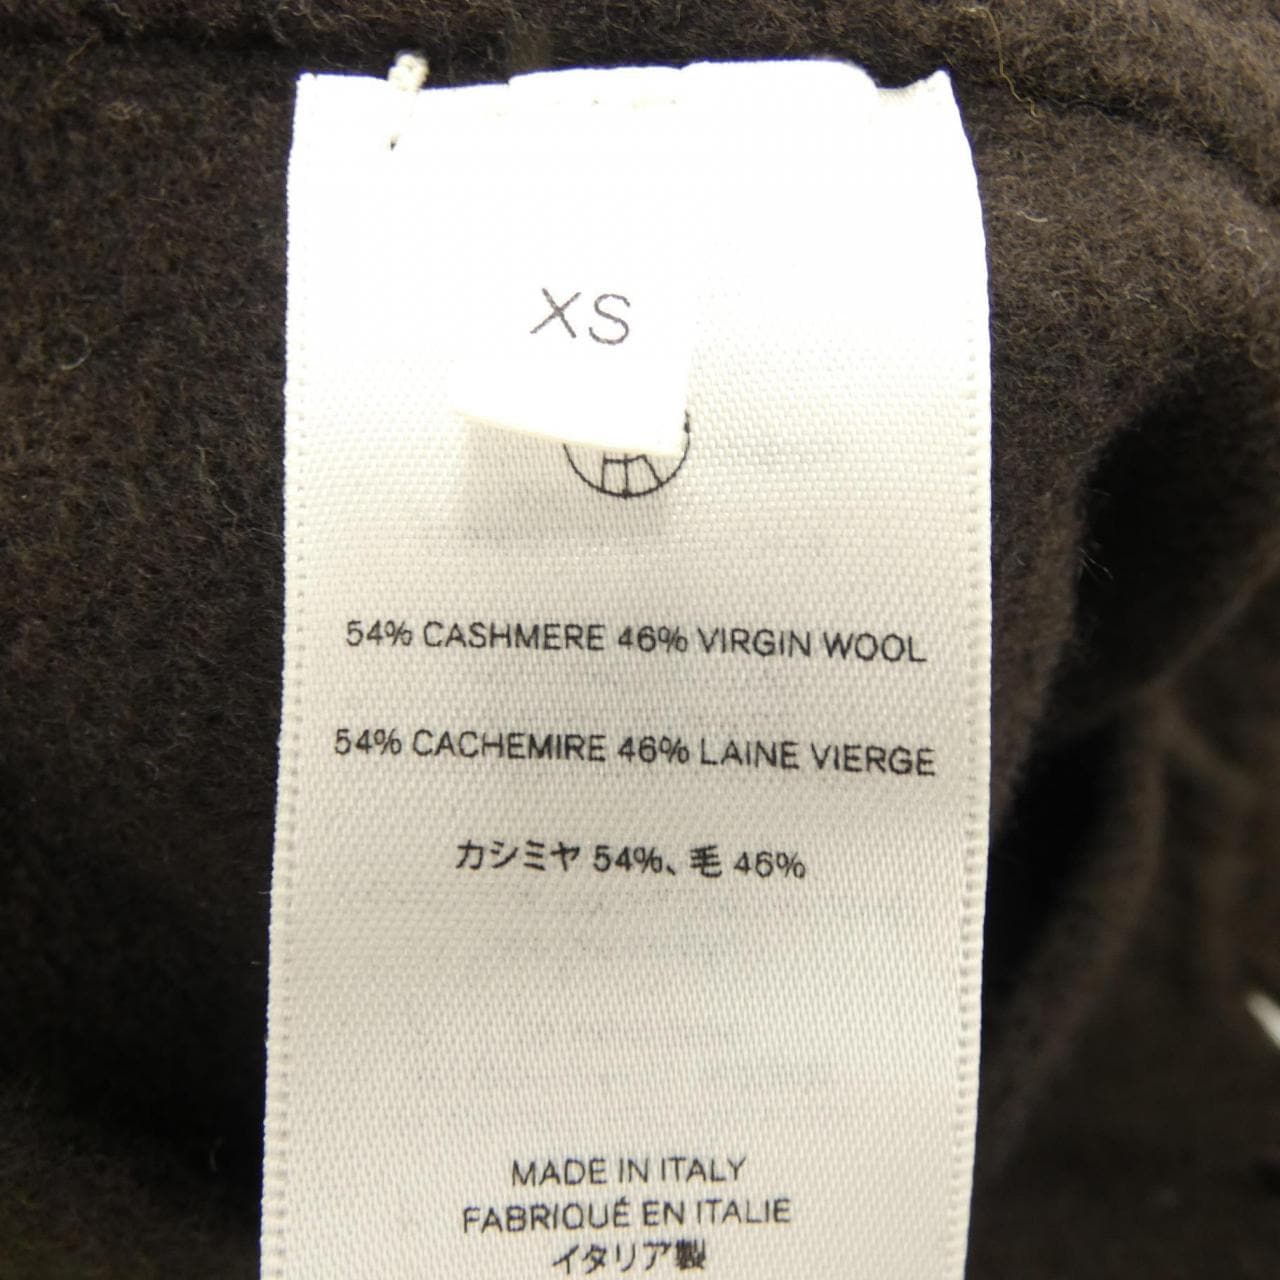 XS
54% CASHMERE 46% VIRGIN WOOL
54% CACHEMIRE 46% LAINE VIERGE
カシミヤ 54%、毛 46%
MADE IN ITALY
FABRIQUÉ EN ITALIE
イタリア製